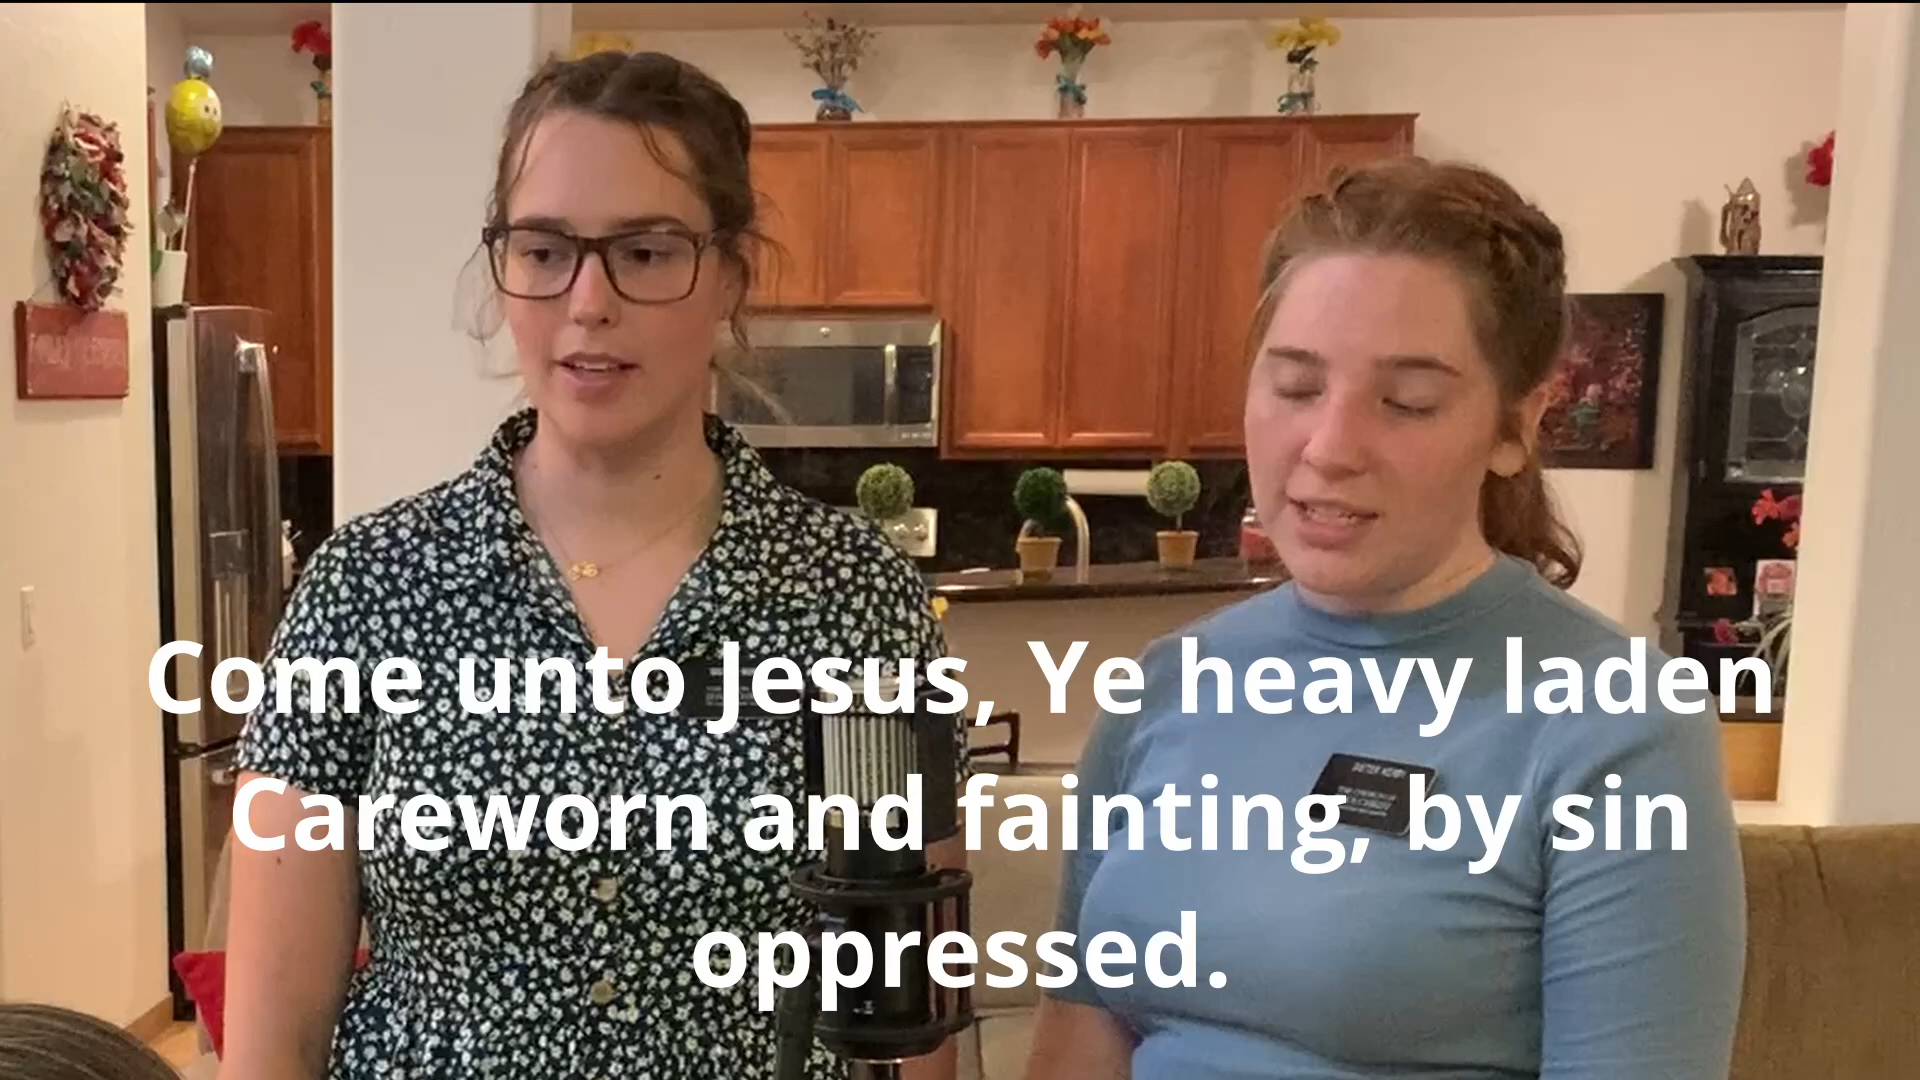 Come unto Jesus, Ye heavy laden
Careworn and fainting, by sin
oppressed.